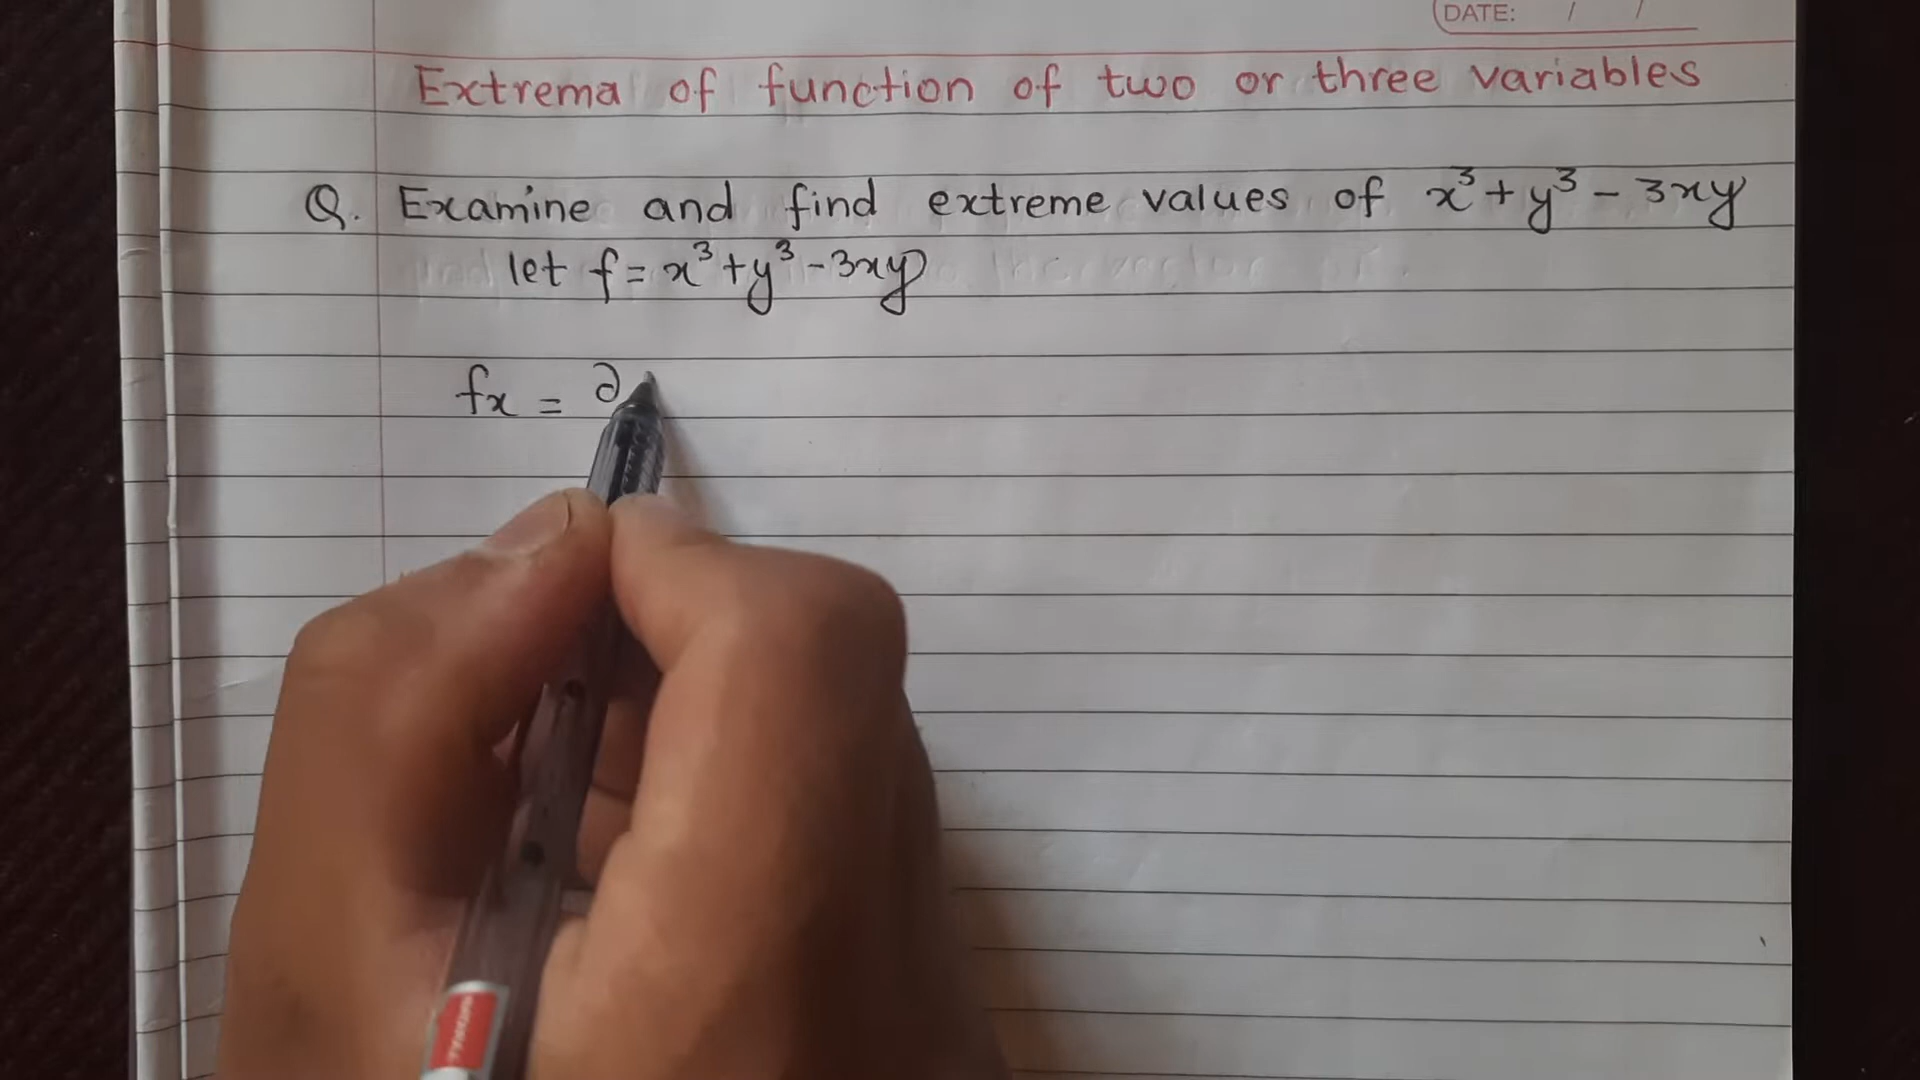 DATE: / /
Extrema of function of two or three variables
Q. Examine and find extreme values of x³+y³-3xy
let f = x³+y³-3xy
fx = ∂